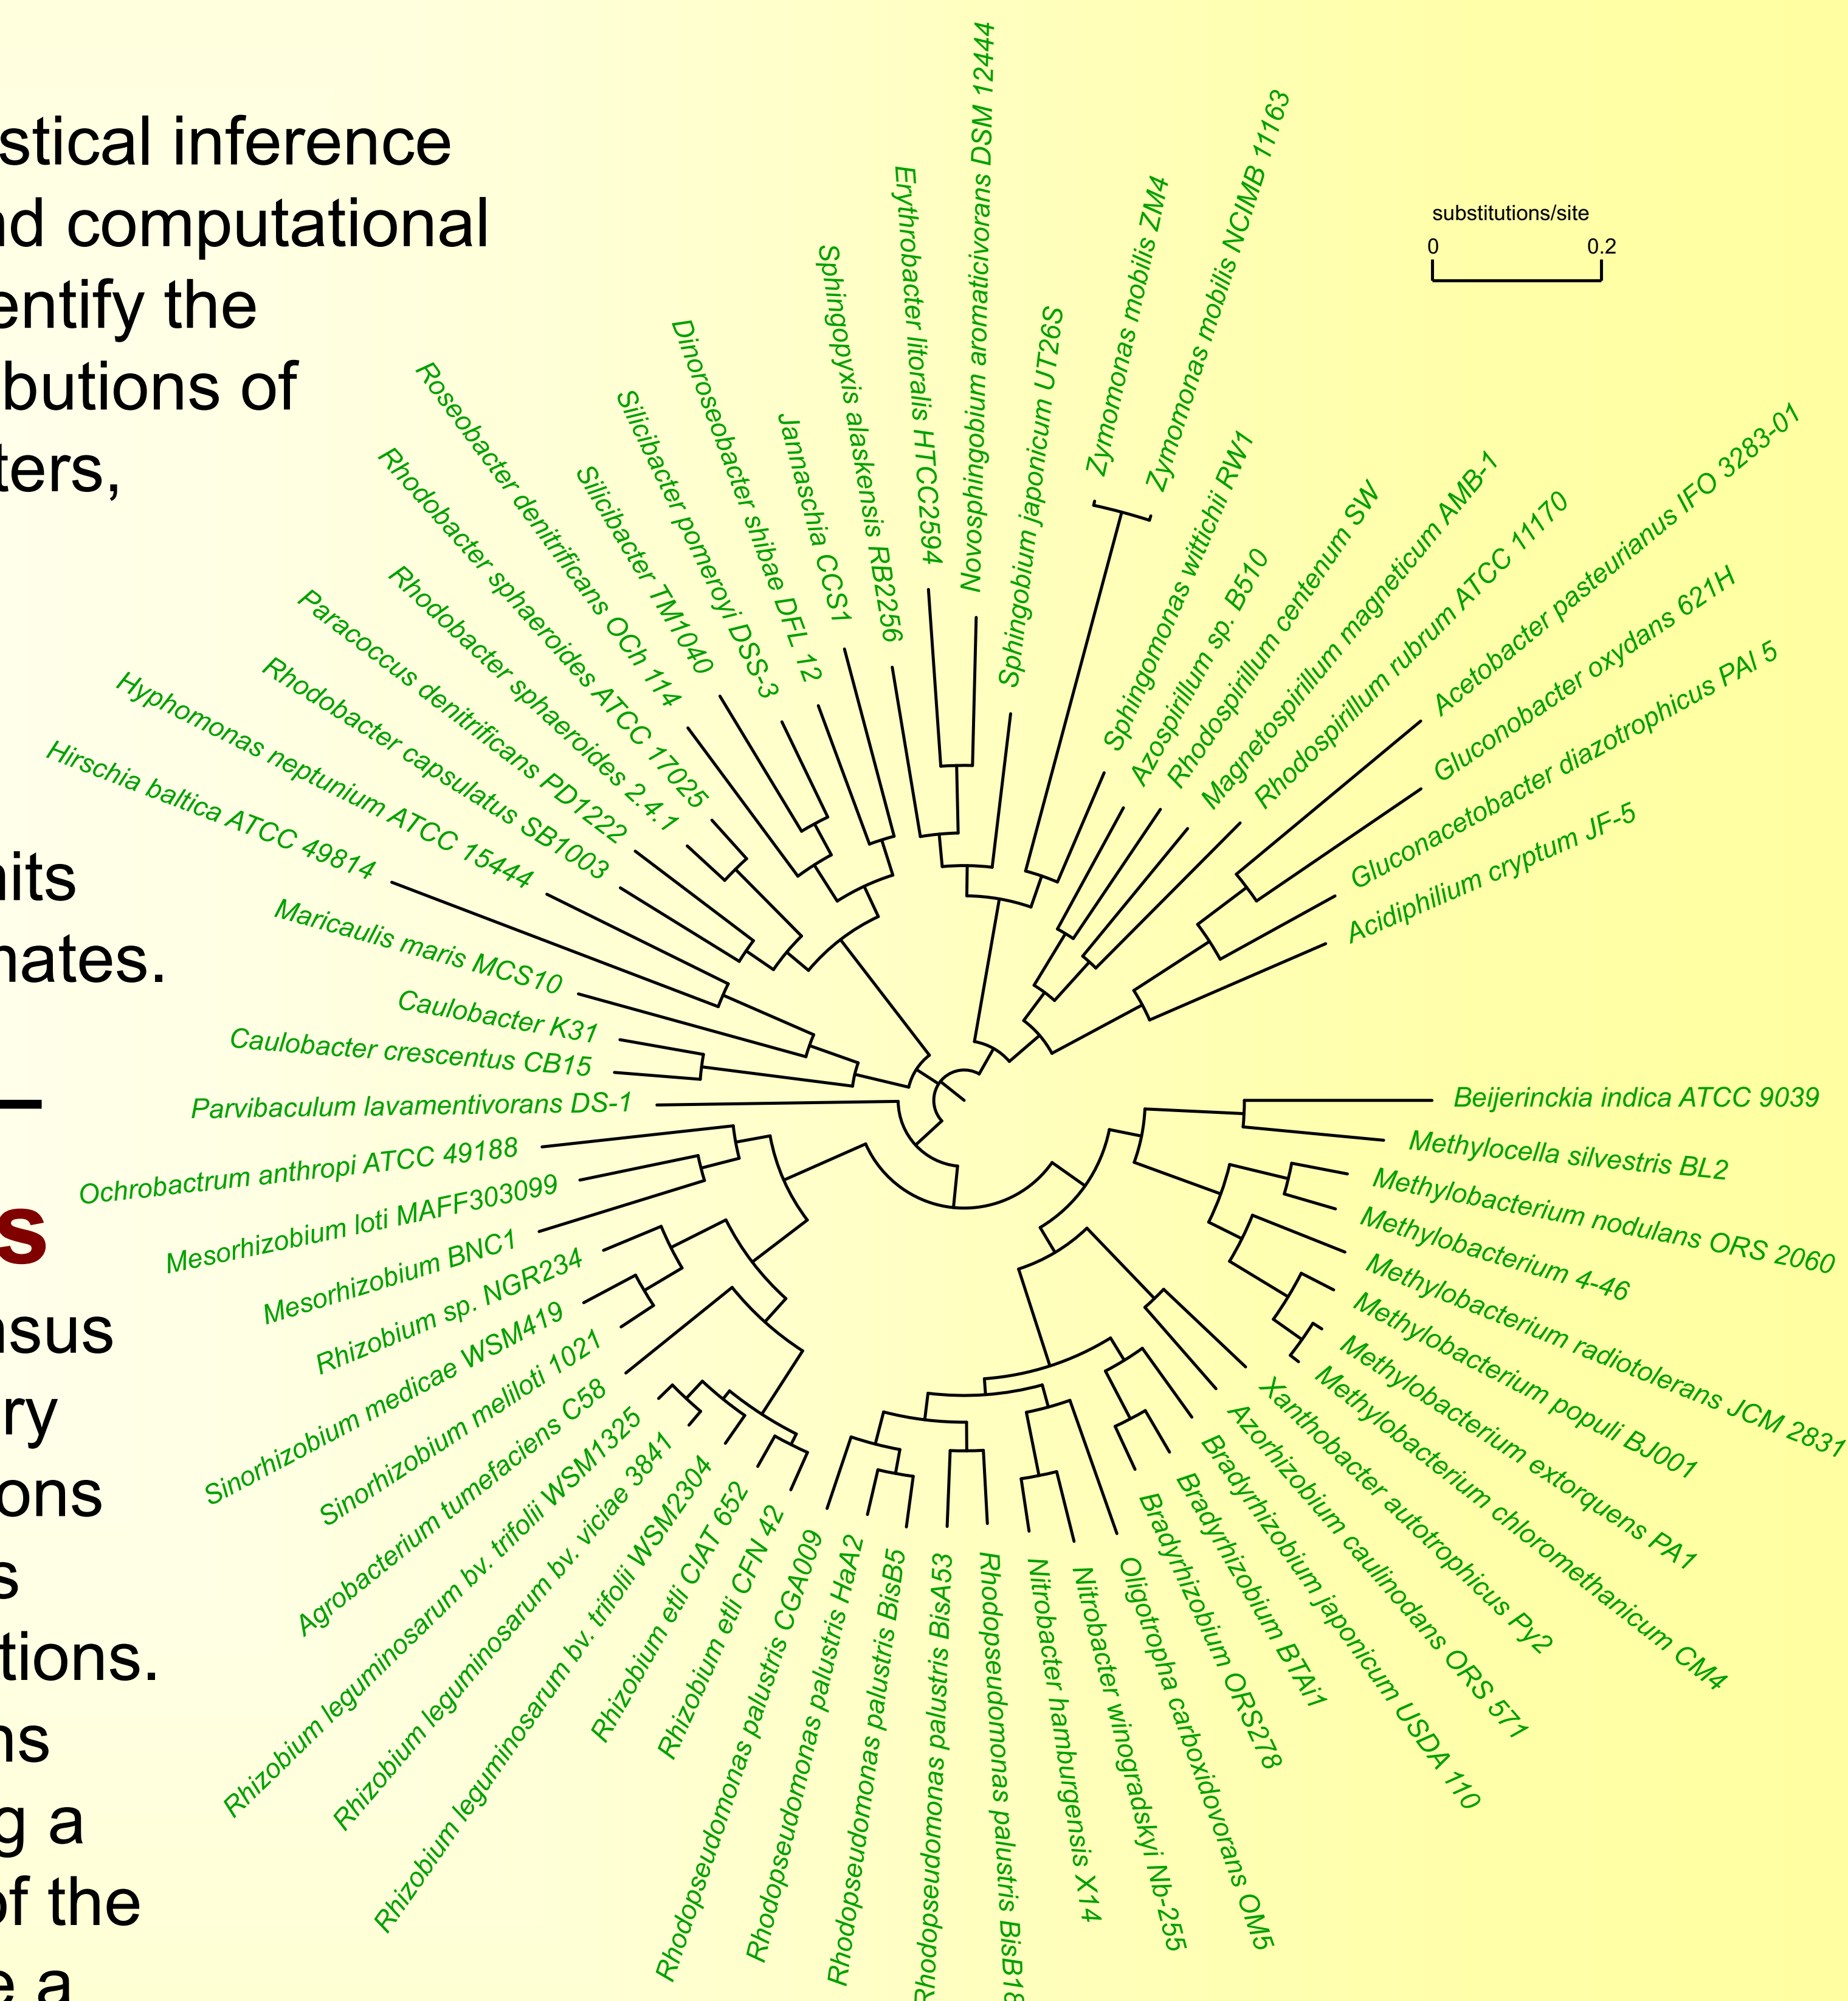 stical inference
nd computational
entify the
ibutions of
ters,
nits
nates.
s
nsus
ry
ons
s
tions.
ns
g a
of the
e a
substitutions/site
0 0.2
Hirschia baltica ATCC 49814
Hyphomonas neptunium ATCC 15444
Rhodobacter capsulatus SB1003
Paracoccus denitrificans PD1222
Rhodobacter sphaeroides 2.4.1
Rhodobacter sphaeroides ATCC 17025
Roseobacter denitrificans OCh 114
Silicibacter TM1040
Silicibacter pomeroyi DSS-3
Dinoroseobacter shibae DFL 12
Jannaschia CCS1
Sphingopyxis alaskensis RB2256
Erythrobacter litoralis HTCC2594
Novosphingobium aromaticivorans DSM 12444
Sphingobium japonicum UT26S
Zymomonas mobilis ZM4
Zymomonas mobilis NCIMB 11163
Sphingomonas wittichii RW1
Azospirillum sp. B510
Rhodospirillum centenum SW
Magnetospirillum magneticum AMB-1
Rhodospirillum rubrum ATCC 11170
Acetobacter pasteurianus IFO 3283-01
Gluconobacter oxydans 621H
Gluconacetobacter diazotrophicus PAl 5
Acidiphilium cryptum JF-5
Beijerinckia indica ATCC 9039
Methylocella silvestris BL2
Methylobacterium nodulans ORS 2060
Methylobacterium 4-46
Methylobacterium radiotolerans JCM 2831
Methylobacterium populi BJ001
Methylobacterium extorquens PA1
Methylobacterium chloromethanicum CM4
Xanthobacter autotrophicus Py2
Azorhizobium caulinodans ORS 571
Bradyrhizobium japonicum USDA 110
Bradyrhizobium BTAi1
Bradyrhizobium ORS278
Oligotropha carboxidovorans OM5
Nitrobacter winogradskyi Nb-255
Nitrobacter hamburgensis X14
Rhodopseudomonas palustris BisB18
Rhodopseudomonas palustris BisA53
Rhodopseudomonas palustris BisB5
Rhodopseudomonas palustris HaA2
Rhodopseudomonas palustris CGA009
Rhizobium etli CFN 42
Rhizobium etli CIAT 652
Rhizobium leguminosarum bv. trifolii WSM2304
Rhizobium leguminosarum bv. viciae 3841
Rhizobium leguminosarum bv. trifolii WSM1325
Agrobacterium tumefaciens C58
Sinorhizobium meliloti 1021
Sinorhizobium medicae WSM419
Rhizobium sp. NGR234
Mesorhizobium BNC1
Mesorhizobium loti MAFF303099
Ochrobactrum anthropi ATCC 49188
Parvibaculum lavamentivorans DS-1
Caulobacter crescentus CB15
Caulobacter K31
Maricaulis maris MCS10